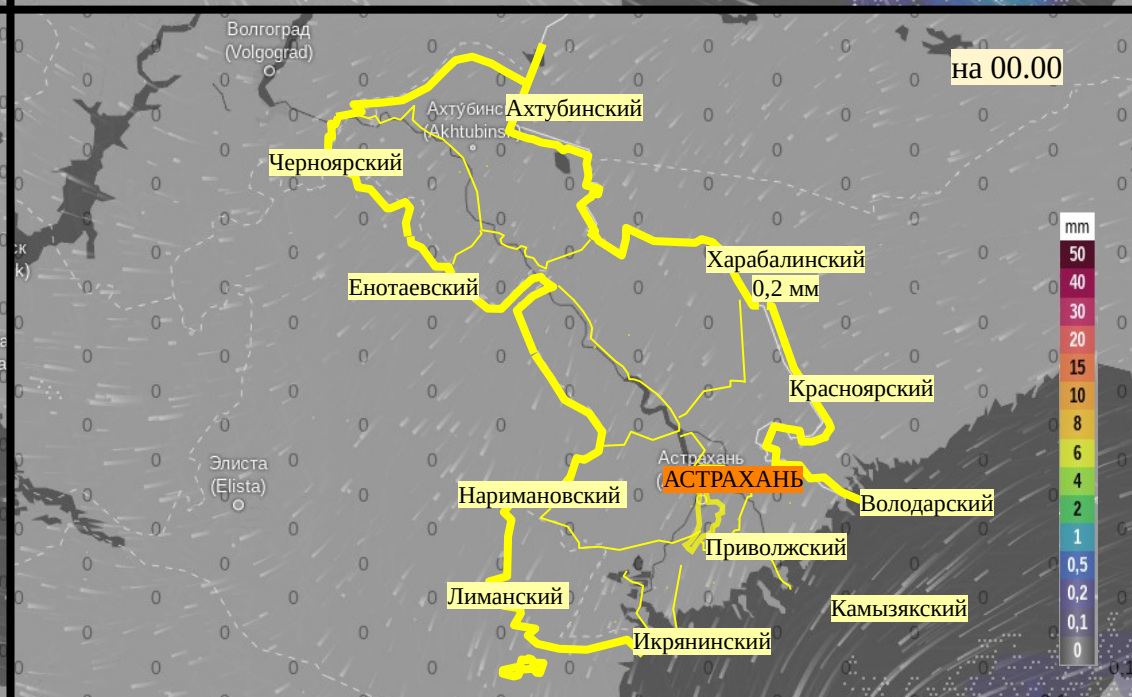 Волгоград
(Volgograd)
на 00.00
Ахтубинский
(Akhtubinsk)
Черноярский
Харабалинский
0,2 мм
Енотаевский
Красноярский
Элиста
(Elista)
Астрахань
АСТРАХАНЬ
Наримановский
Володарский
Приволжский
Лиманский
Камызякский
Икрянинский
mm
50
40
30
20
15
10
8
6
4
2
1
0,5
0,2
0,1
0